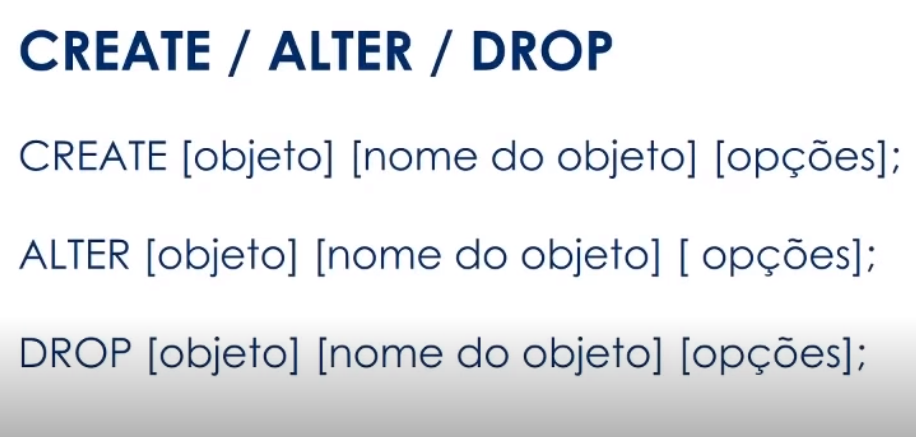 CREATE / ALTER / DROP
CREATE [objeto] [nome do objeto] [opções];
ALTER [objeto] [nome do objeto] [ opções];
DROP [objeto] [nome do objeto] [opções];